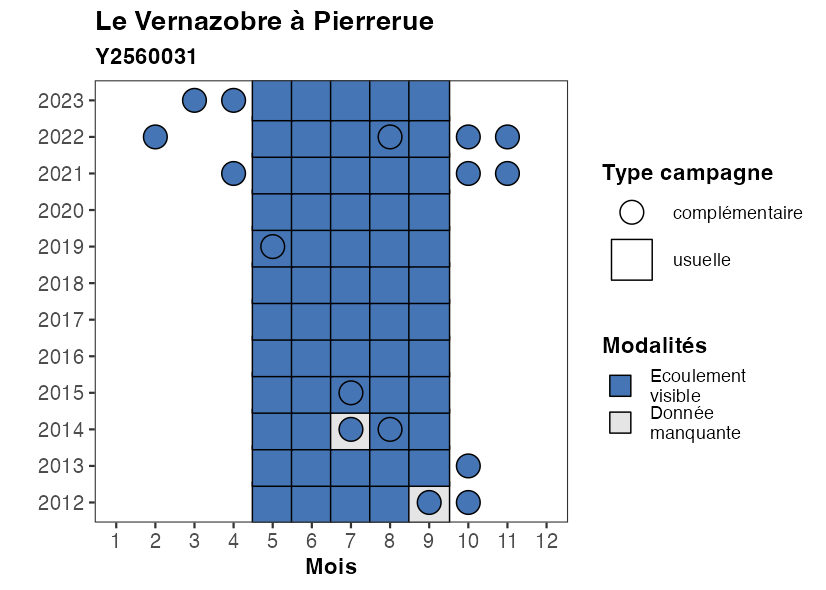 Le Vernazobre à Pierrerue
Y2560031
2023
2022
2021
2020
2019
2018
2017
2016
2015
2014
2013
2012
1 2 3 4 5 6 7 8 9 10 11 12
Mois
Type campagne
complémentaire
usuelle
Modalités
Ecoulement
visible
Donnée
manquante